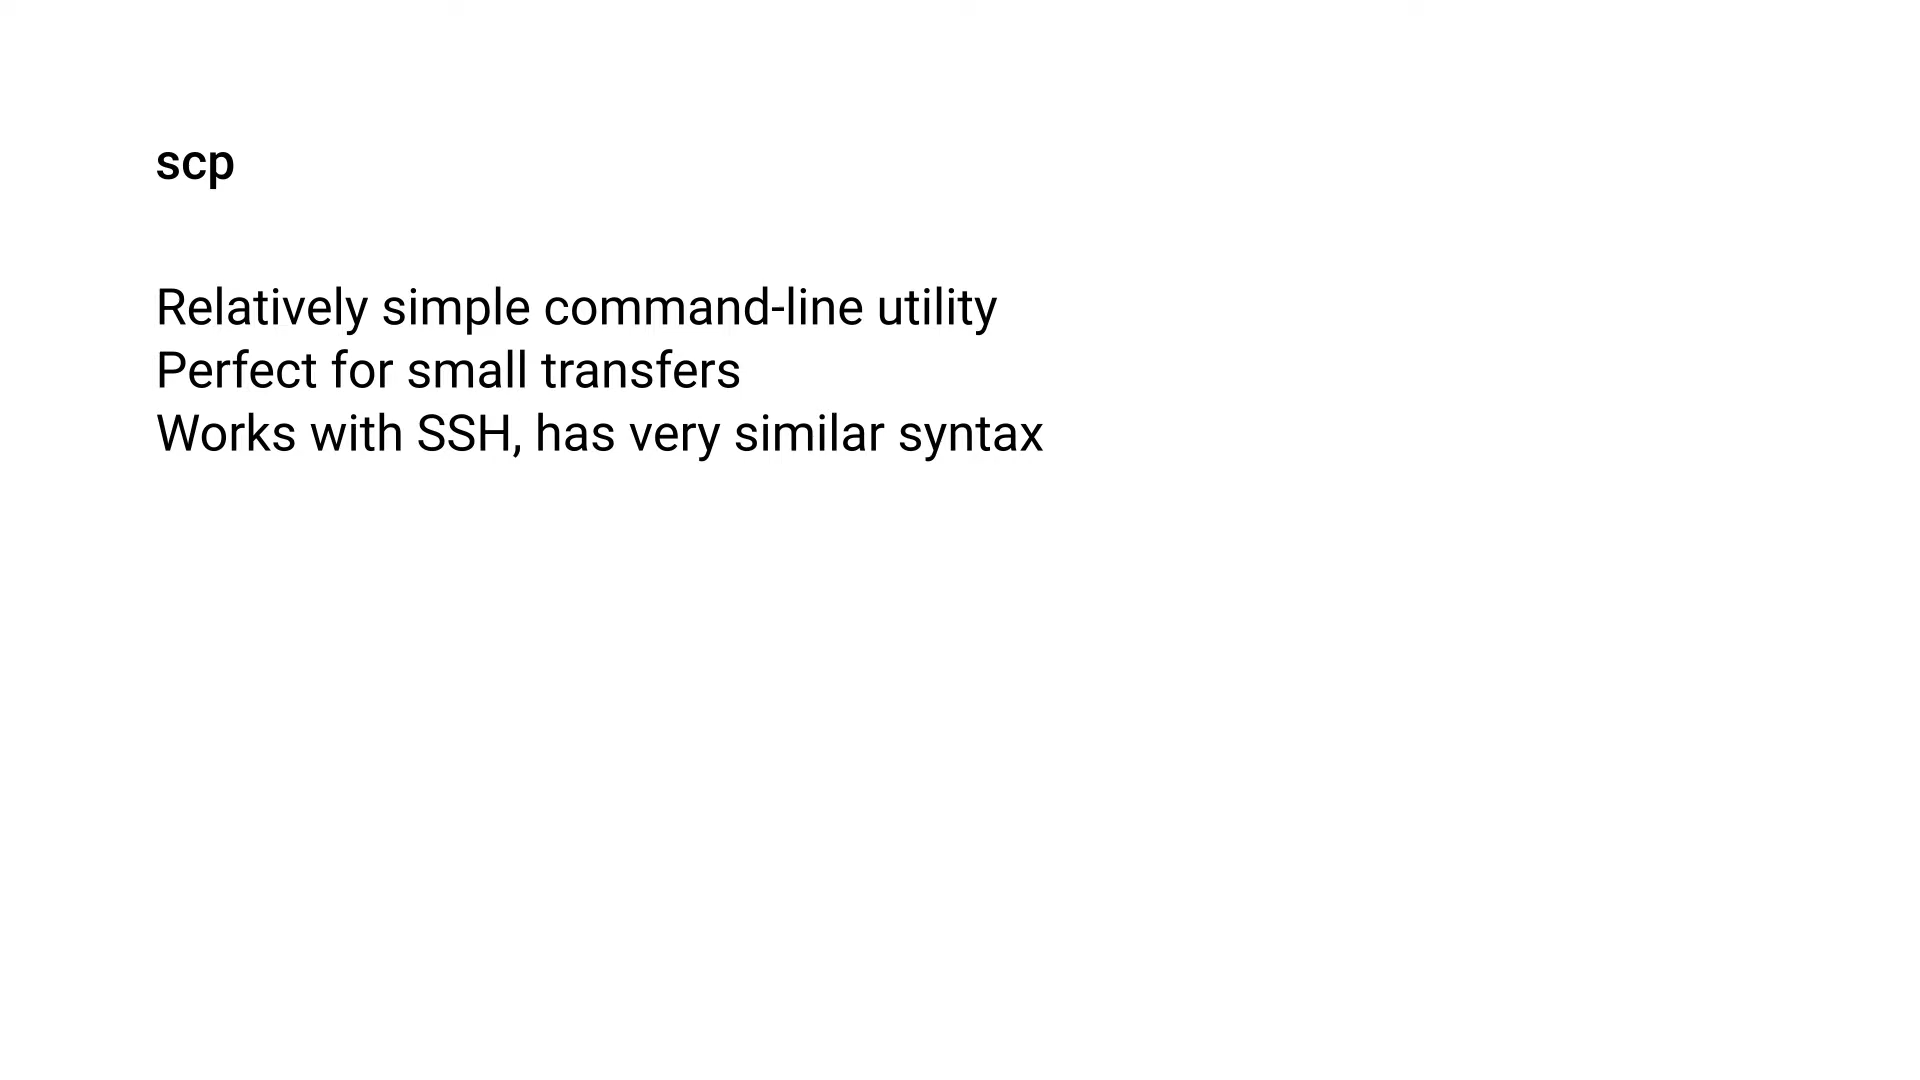 scp
Relatively simple command-line utility
Perfect for small transfers
Works with SSH, has very similar syntax